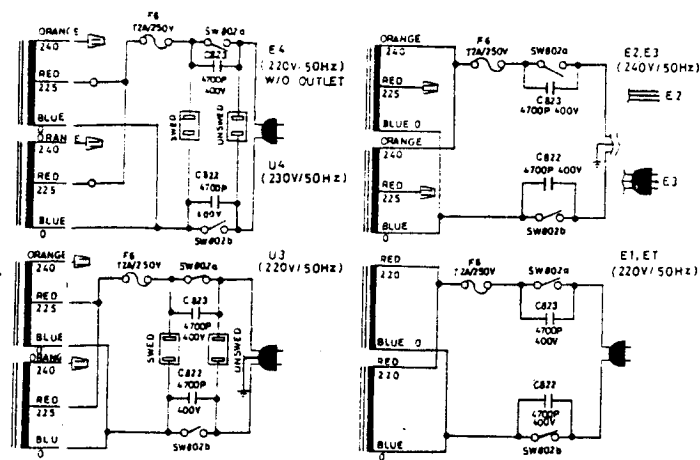 ORANGE
240
RED
225
BLUE
0
ORANGE
240
RED
225
BLUE
0
F6
T2A/250V
SW802a
C823
4700P
400V
SWED
UNSWED
C822
4700P
400V
SW802b
E4
(220V/50Hz)
W/O OUTLET
U4
(230V/50Hz)
ORANGE
240
RED
225
BLUE 0
ORANGE
240
RED
225
BLUE
0
F6
T2A/250V
SW802a
C823
4700P 400V
C822
4700P 400V
SW802b
E2,E3
(240V/50Hz)
E2
E3
ORANGE
240
RED
225
BLUE
0
ORANG
240
RED
225
BLU
0
F6
T2A/250V
SW802a
C823
4700P
400V
SWED
UNSWED
C822
4700P
400V
SW802b
U3
(220V/50Hz)
RED
220
BLUE 0
RED
220
BLUE
0
F6
T2A/250V
SW802a
C823
4700P
400V
C822
4700P
400V
SW802b
E1,ET
(220V/50Hz)